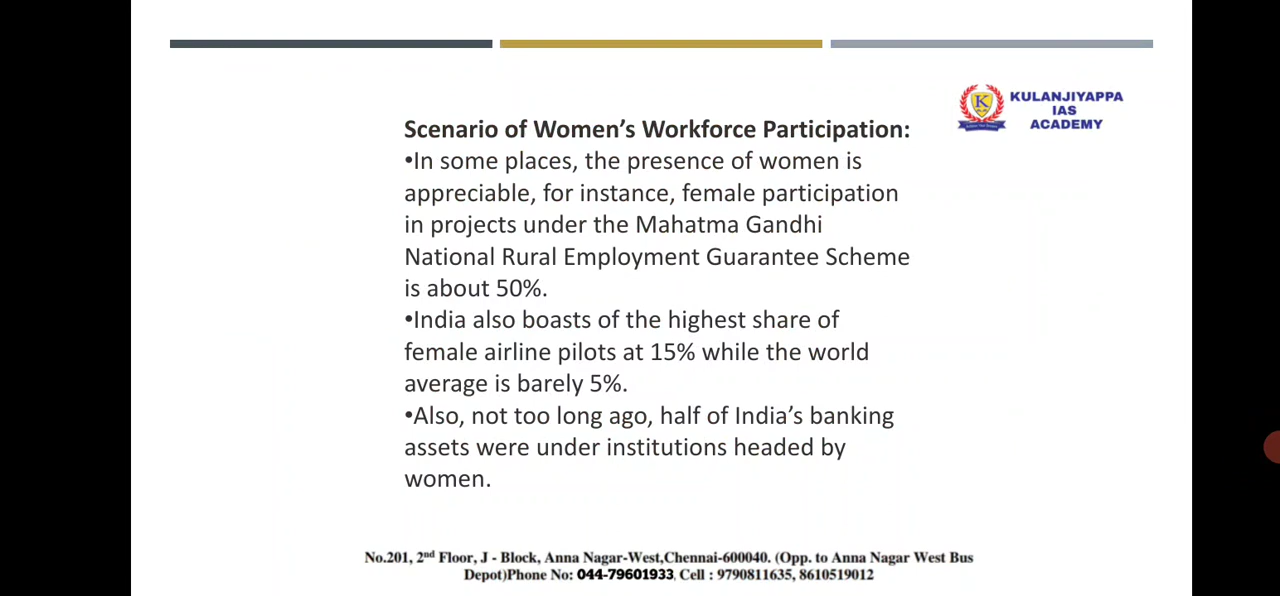 KULANJIYAPPA
IAS
ACADEMY
Scenario of Women’s Workforce Participation:
•In some places, the presence of women is
appreciable, for instance, female participation
in projects under the Mahatma Gandhi
National Rural Employment Guarantee Scheme
is about 50%.
•India also boasts of the highest share of
female airline pilots at 15% while the world
average is barely 5%.
•Also, not too long ago, half of India’s banking
assets were under institutions headed by
women.
No.201, 2nd Floor, J - Block, Anna Nagar-West,Chennai-600040. (Opp. to Anna Nagar West Bus
Depot)Phone No: 044-79601933, Cell : 9790811635, 8610519012